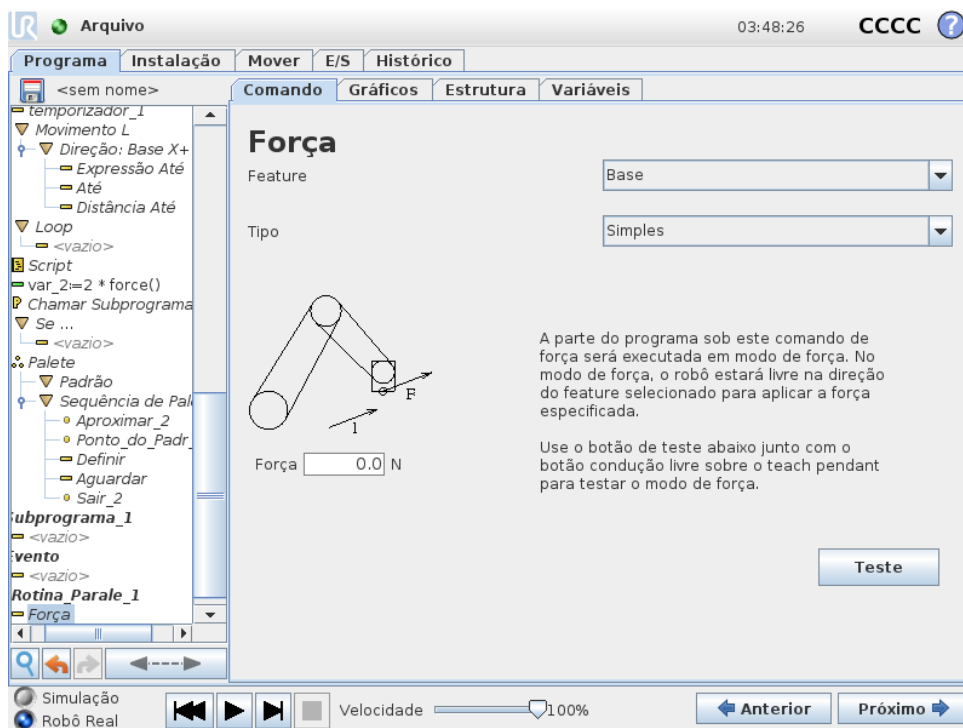 UR Arquivo 03:48:26 CCCC ?
Programa Instalação Mover E/S Histórico
<sem nome>
Comando Gráficos Estrutura Variáveis
temporizador_1
Movimento L
Direção: Base X+
Expressão Até
Até
Distância Até
Loop
<vazio>
Script
var_2:=2 * force()
Chamar Subprograma
Se ...
<vazio>
Palete
Padrão
Sequência de Pal
Aproximar_2
Ponto_do_Padr_
Definir
Aguardar
Sair_2
Subprograma_1
<vazio>
Evento
<vazio>
Rotina_Parale_1
Força
Força
Feature Base
Tipo Simples
F
1
Força 0.0 N
A parte do programa sob este comando de
força será executada em modo de força. No
modo de força, o robô estará livre na direção
do feature selecionado para aplicar a força
especificada.
Use o botão de teste abaixo junto com o
botão condução livre sobre o teach pendant
para testar o modo de força.
Teste
Simulação
Robô Real
Velocidade 100%
Anterior Próximo